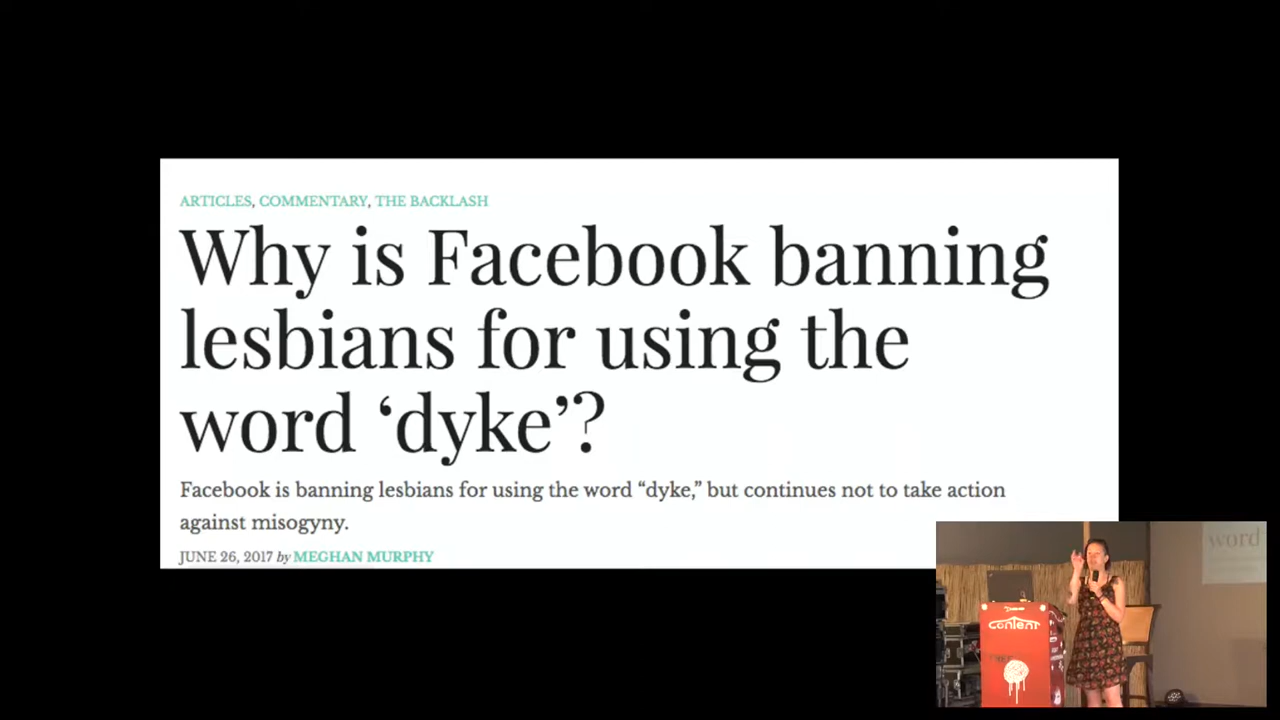 ARTICLES, COMMENTARY, THE BACKLASH
Why is Facebook banning
lesbians for using the
word ‘dyke’?
Facebook is banning lesbians for using the word “dyke,” but continues not to take action
against misogyny.
JUNE 26, 2017 by MEGHAN MURPHY
word
content